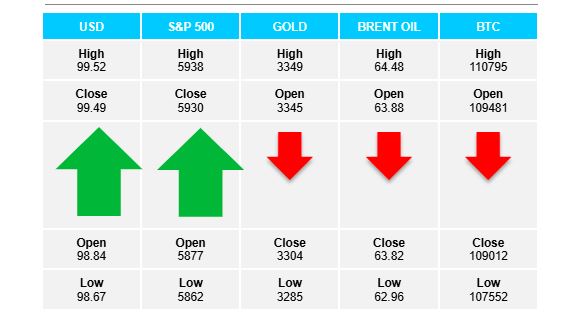 USD S&P 500 GOLD BRENT OIL BTC
High High High High High
99.52 5938 3349 64.48 110795
Close Close Open Open Open
99.49 5930 3345 63.88 109481
Open Open Close Close Close
98.84 5877 3304 63.82 109012
Low Low Low Low Low
98.67 5862 3285 62.96 107552